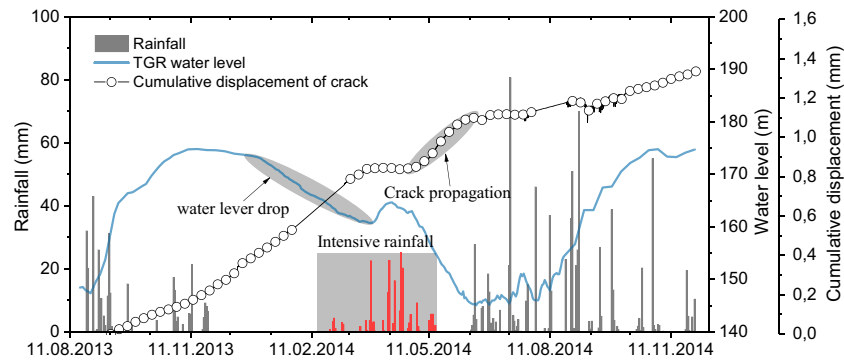 Rainfall
TGR water level
Cumulative displacement of crack
water lever drop
Crack propagation
Intensive rainfall
Rainfall (mm)
100
80
60
40
20
0
Water level (m)
200
190
180
170
160
150
140
Cumulative displacement (mm)
1,6
1,4
1,2
1,0
0,8
0,6
0,4
0,2
0,0
11.08.2013 11.11.2013 11.02.2014 11.05.2014 11.08.2014 11.11.2014